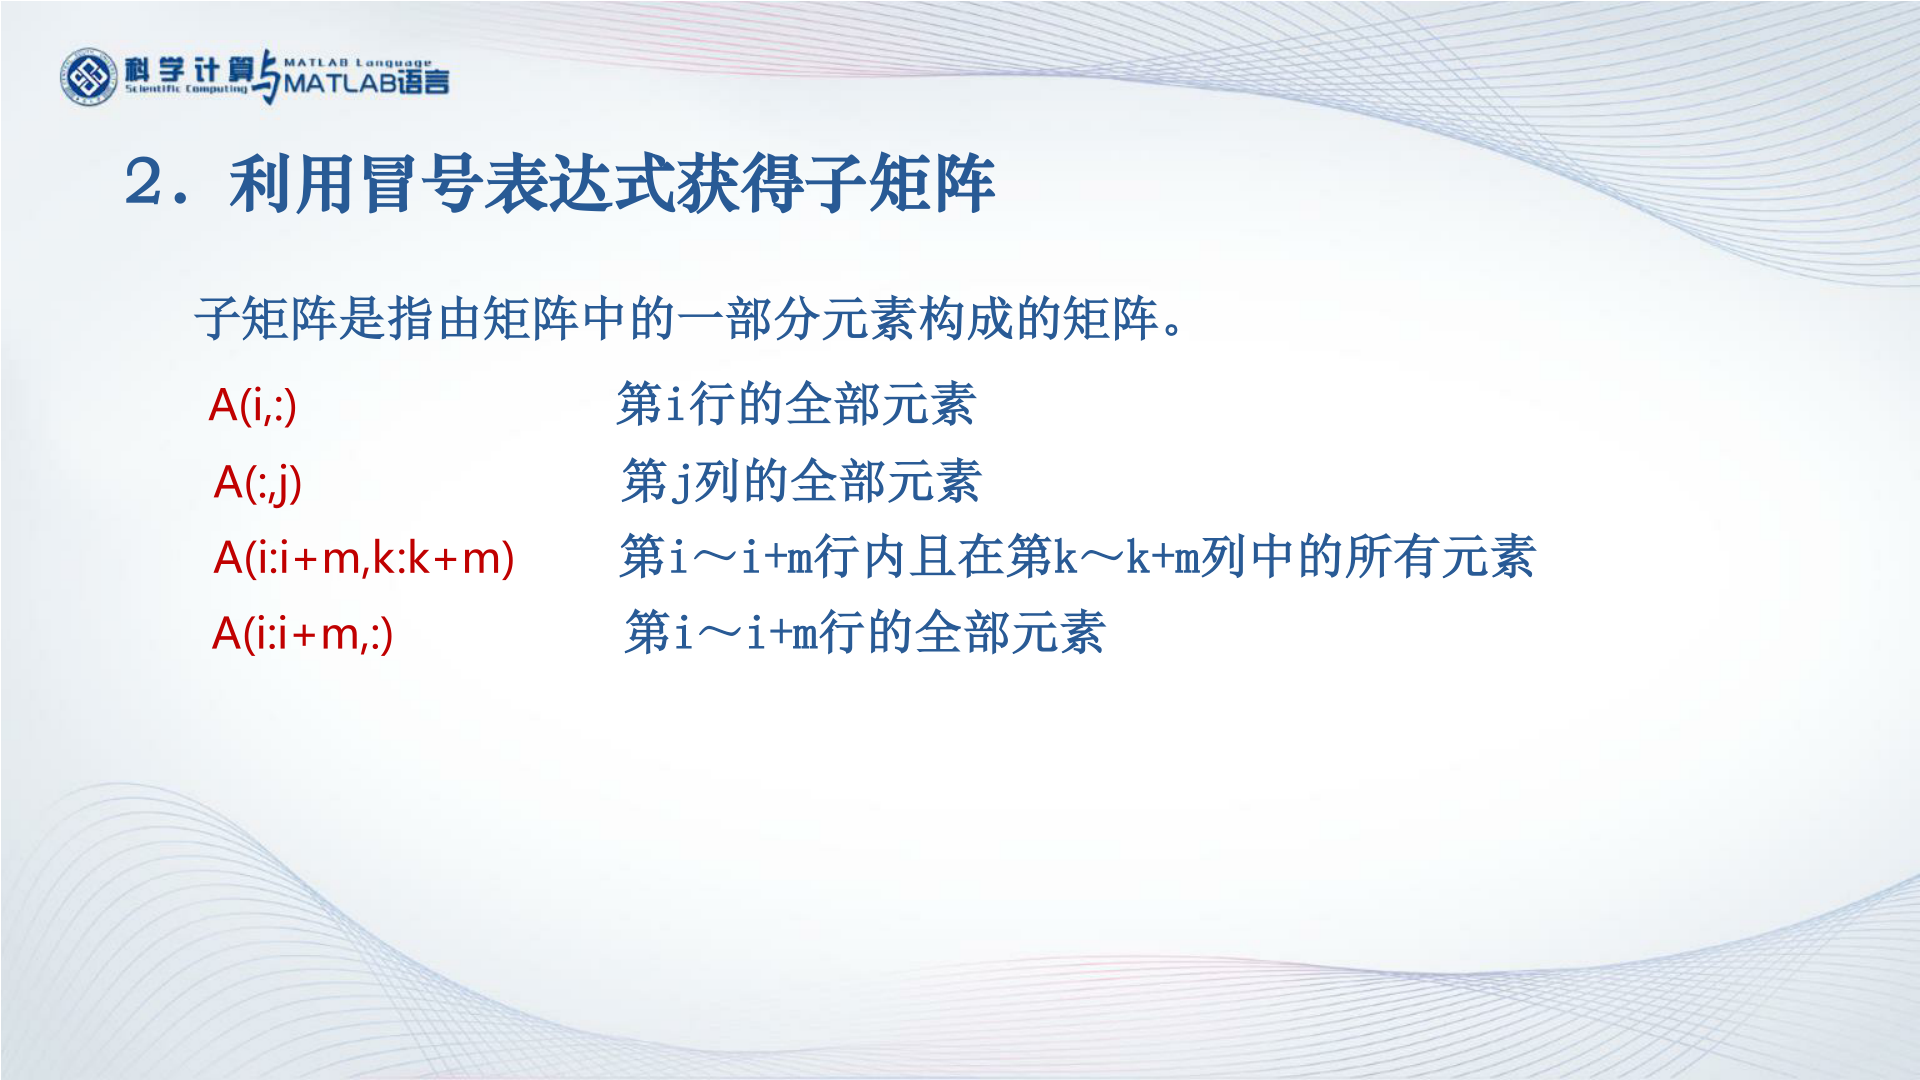 科学计算与MATLAB语言
Scientific Computing MATLAB Language
2. 利用冒号表达式获得子矩阵
子矩阵是指由矩阵中的一部分元素构成的矩阵。
A(i,:) 第i行的全部元素
A(:,j) 第j列的全部元素
A(i:i+m,k:k+m) 第i～i+m行内且在第k～k+m列中的所有元素
A(i:i+m,:) 第i～i+m行的全部元素